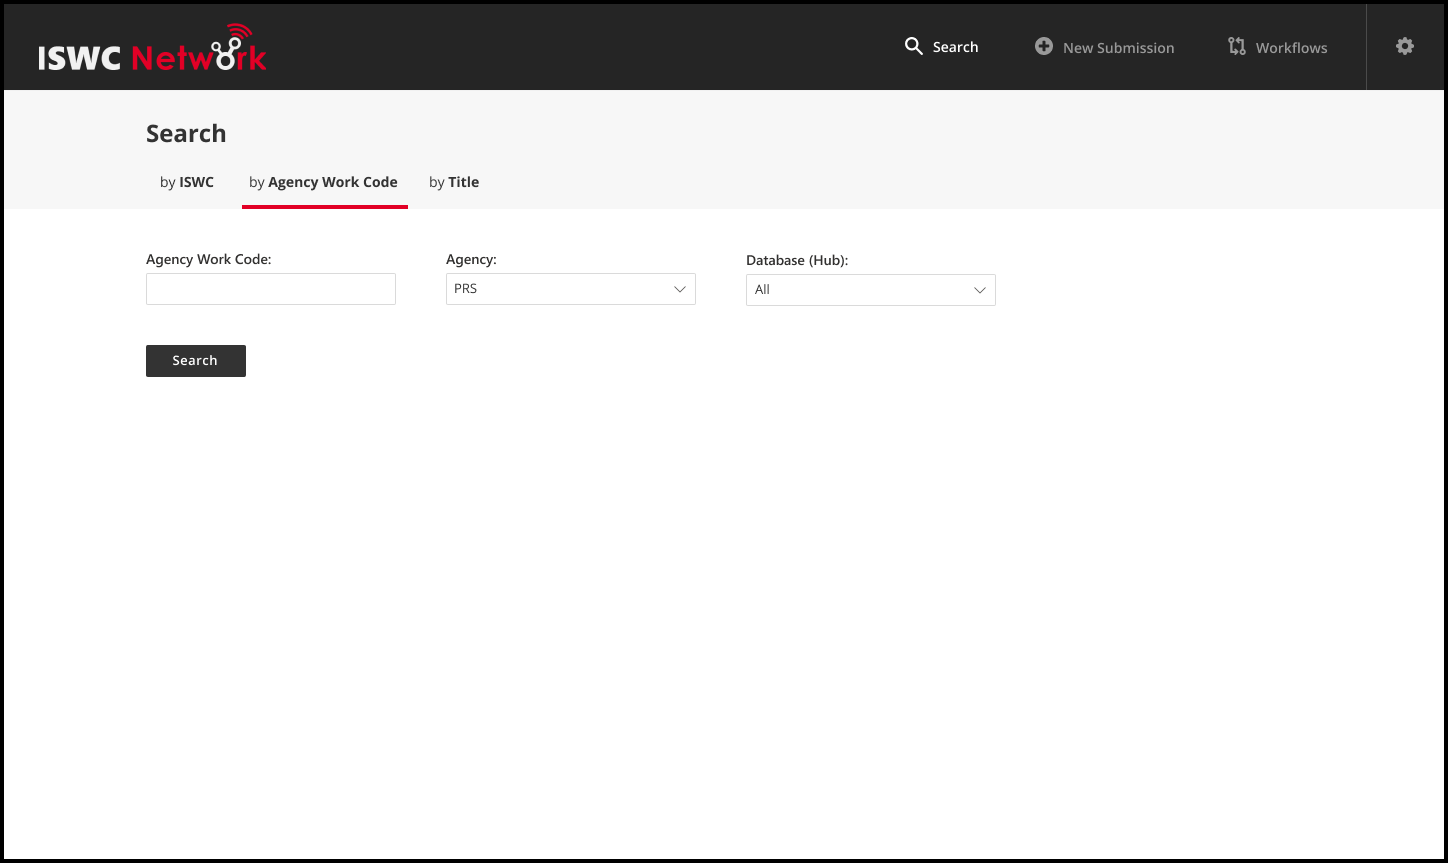 ISWC Network
Search
New Submission
Workflows
Search
by ISWC
by Agency Work Code
by Title
Agency Work Code:
Agency:
Database (Hub):
PRS
All
Search